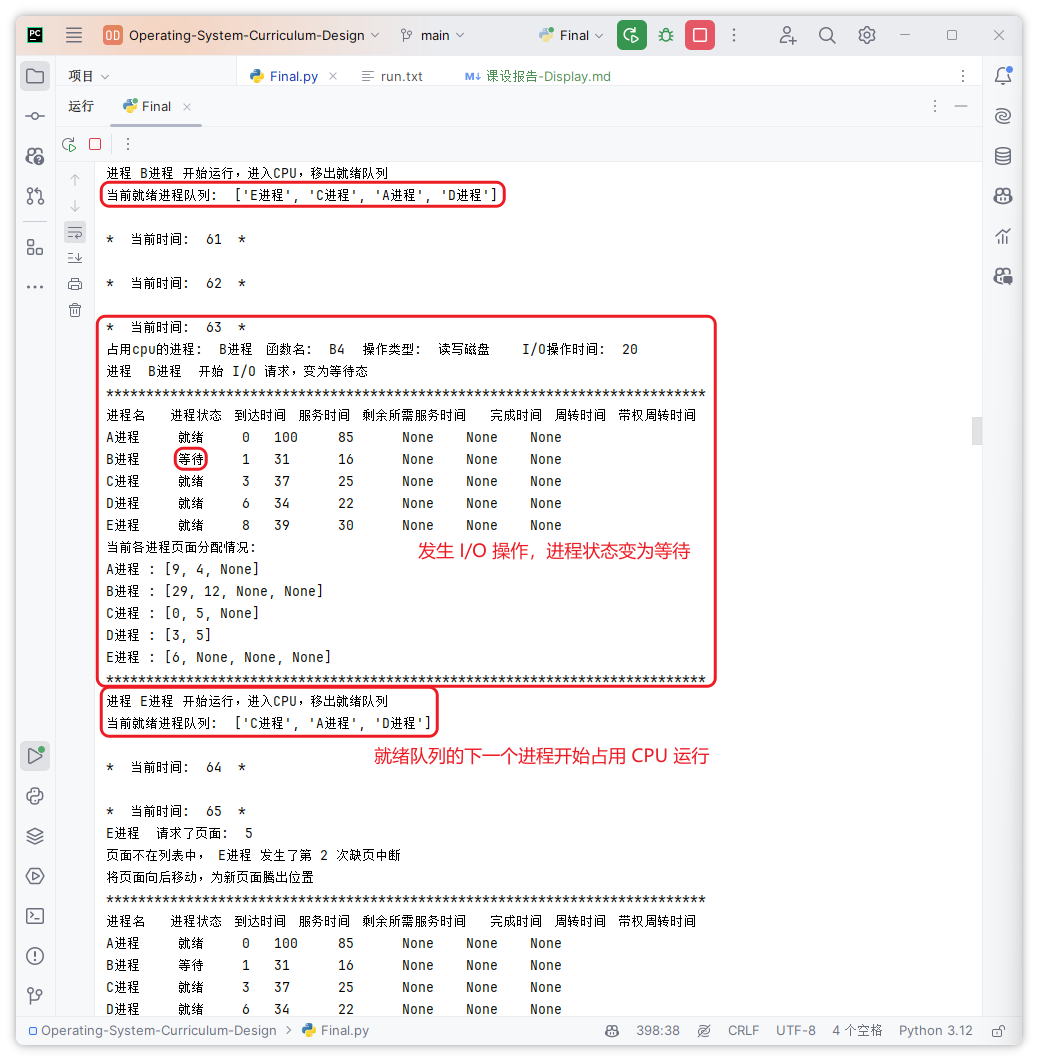 PC OD Operating-System-Curriculum-Design main Final
项目 Final.py run.txt M↓ 课设报告-Display.md
运行 Final
进程 B进程 开始运行，进入CPU，移出就绪队列
当前就绪进程队列： ['E进程', 'C进程', 'A进程', 'D进程']
* 当前时间： 61 *
* 当前时间： 62 *
* 当前时间： 63 *
占用cpu的进程： B进程 函数名： B4 操作类型： 读写磁盘 I/O操作时间： 20
进程 B进程 开始 I/O 请求，变为等待态
***************************************************************************
进程名 进程状态 到达时间 服务时间 剩余所需服务时间 完成时间 周转时间 带权周转时间
A进程 就绪 0 100 85 None None None
B进程 等待 1 31 16 None None None
C进程 就绪 3 37 25 None None None
D进程 就绪 6 34 22 None None None
E进程 就绪 8 39 30 None None None
当前各进程页面分配情况：
发生 I/O 操作，进程状态变为等待
A进程 : [9, 4, None]
B进程 : [29, 12, None, None]
C进程 : [0, 5, None]
D进程 : [3, 5]
E进程 : [6, None, None, None]
***************************************************************************
进程 E进程 开始运行，进入CPU，移出就绪队列
当前就绪进程队列： ['C进程', 'A进程', 'D进程']
就绪队列的下一个进程开始占用 CPU 运行
* 当前时间： 64 *
* 当前时间： 65 *
E进程 请求了页面： 5
页面不在列表中， E进程 发生了第 2 次缺页中断
将页面向后移动，为新页面腾出位置
***************************************************************************
进程名 进程状态 到达时间 服务时间 剩余所需服务时间 完成时间 周转时间 带权周转时间
A进程 就绪 0 100 85 None None None
B进程 等待 1 31 16 None None None
C进程 就绪 3 37 25 None None None
D进程 就绪 6 34 22 None None None
Operating-System-Curriculum-Design > Final.py 398:38 CRLF UTF-8 4 个空格 Python 3.12